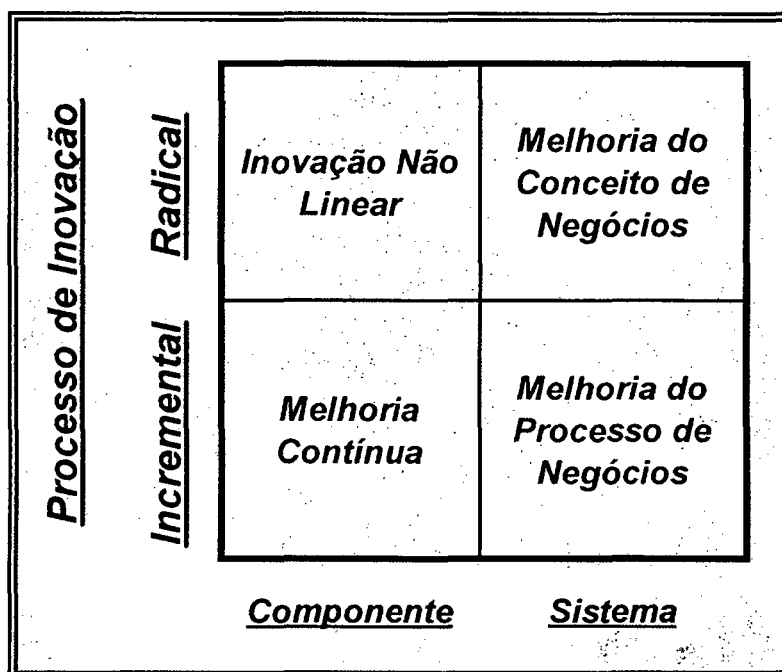 Processo de Inovação
Radical
Inovação Não
Linear
Melhoria do
Conceito de
Negócios
Incremental
Melhoria
Contínua
Melhoria do
Processo de
Negócios
Componente
Sistema